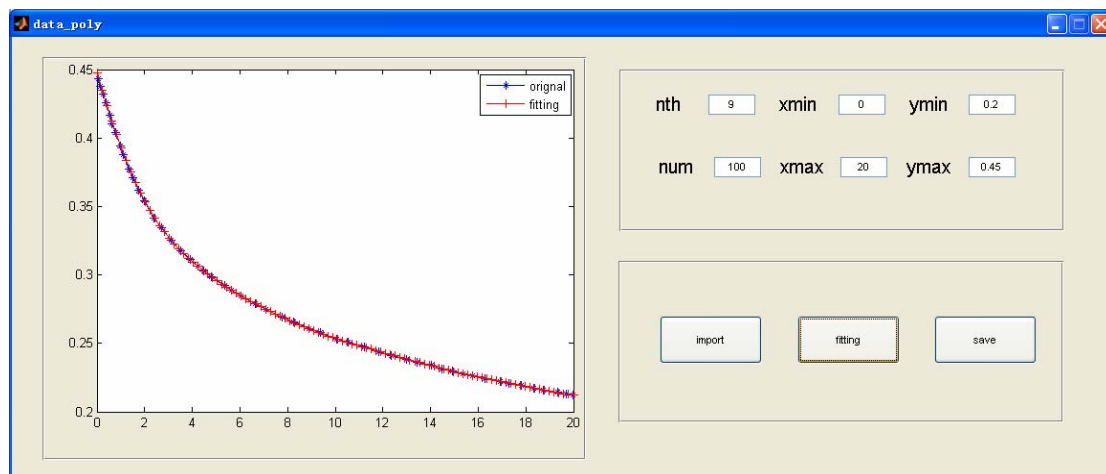 data_poly
0.45
0.4
0.35
0.3
0.25
0.2
0 2 4 6 8 10 12 14 16 18 20
orignal
fitting
nth 9 xmin 0 ymin 0.2
num 100 xmax 20 ymax 0.45
import fitting save